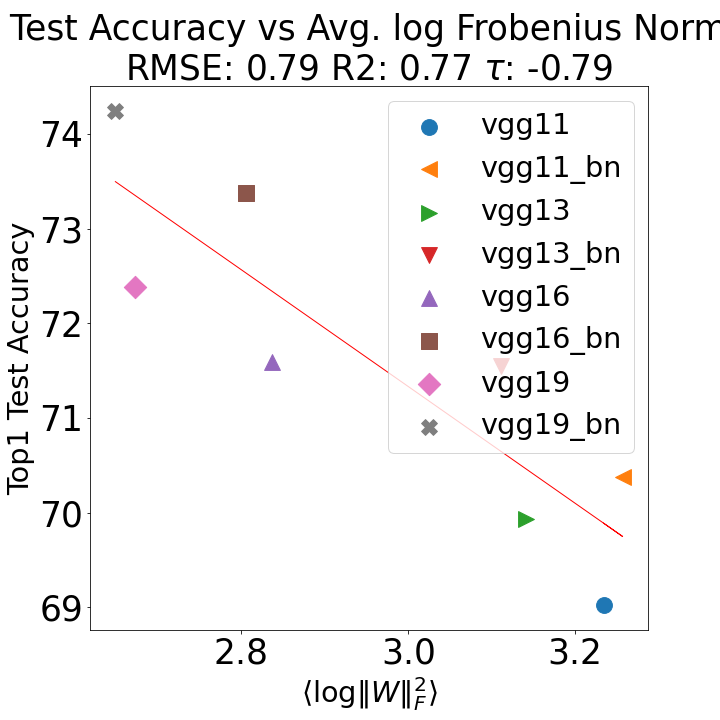 Test Accuracy vs Avg. log Frobenius Norm
RMSE: 0.79 R2: 0.77 τ: -0.79
74
73
72
71
70
69
Top1 Test Accuracy
vgg11
vgg11_bn
vgg13
vgg13_bn
vgg16
vgg16_bn
vgg19
vgg19_bn
2.8 3.0 3.2
⟨log‖W‖²_F⟩